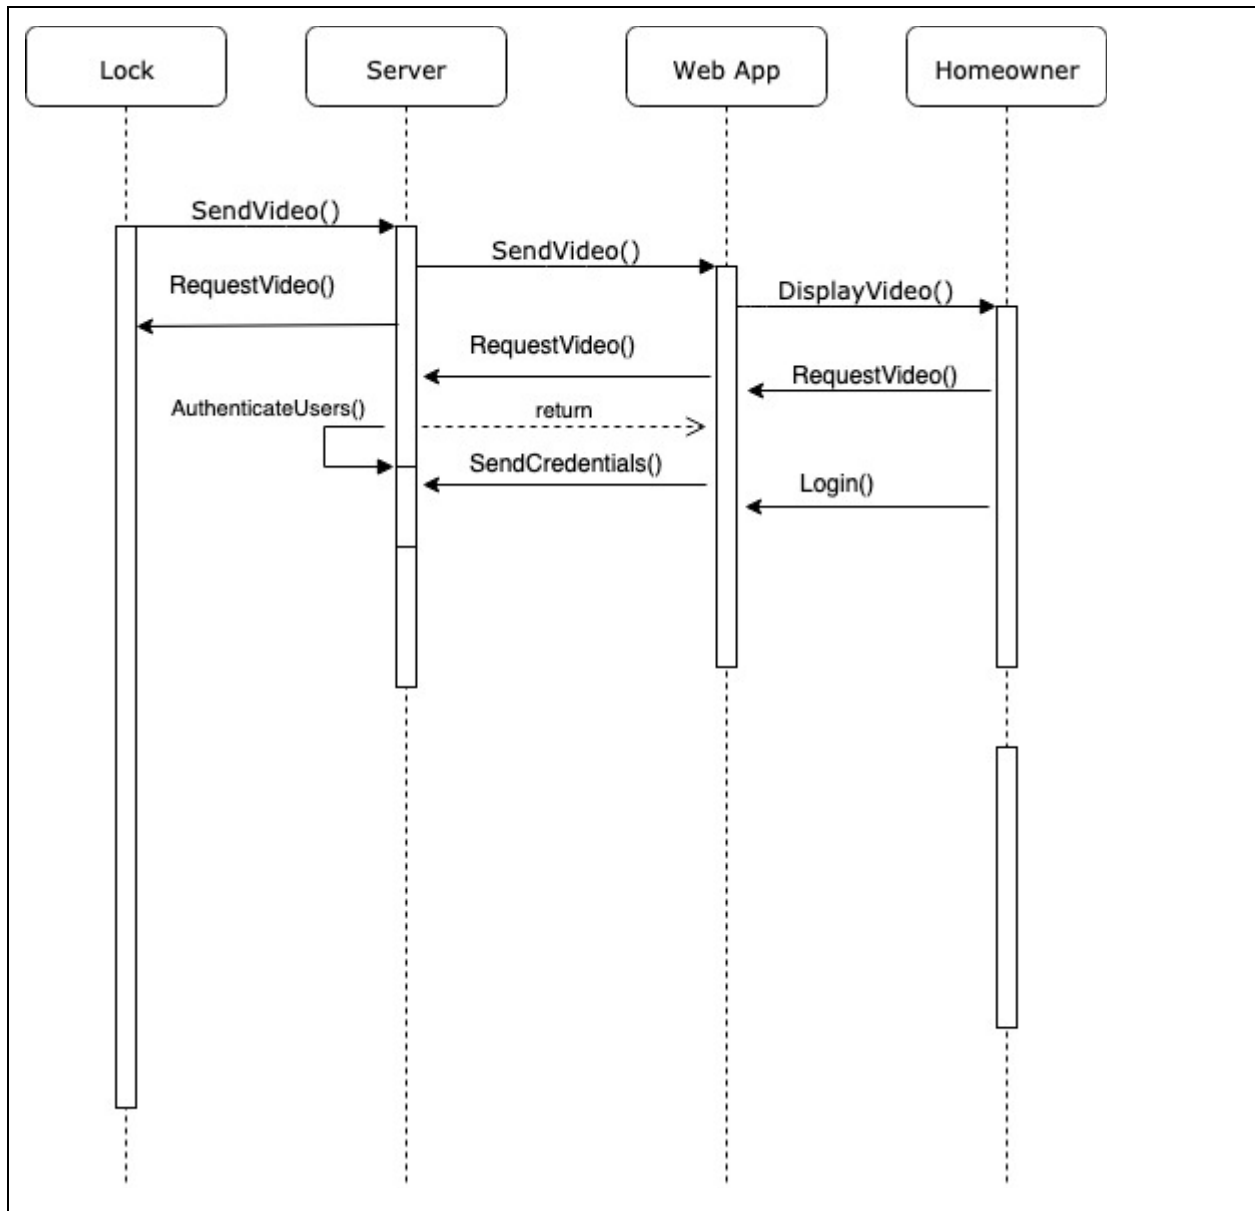 Lock
Server
Web App
Homeowner
SendVideo()
SendVideo()
RequestVideo()
DisplayVideo()
RequestVideo()
RequestVideo()
AuthenticateUsers()
return
SendCredentials()
Login()